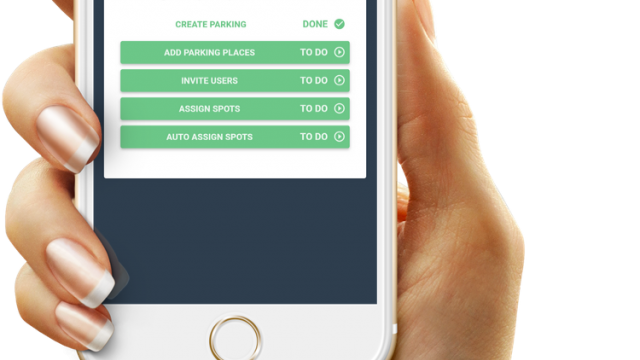 CREATE PARKING DONE
ADD PARKING PLACES TO DO
INVITE USERS TO DO
ASSIGN SPOTS TO DO
AUTO ASSIGN SPOTS TO DO